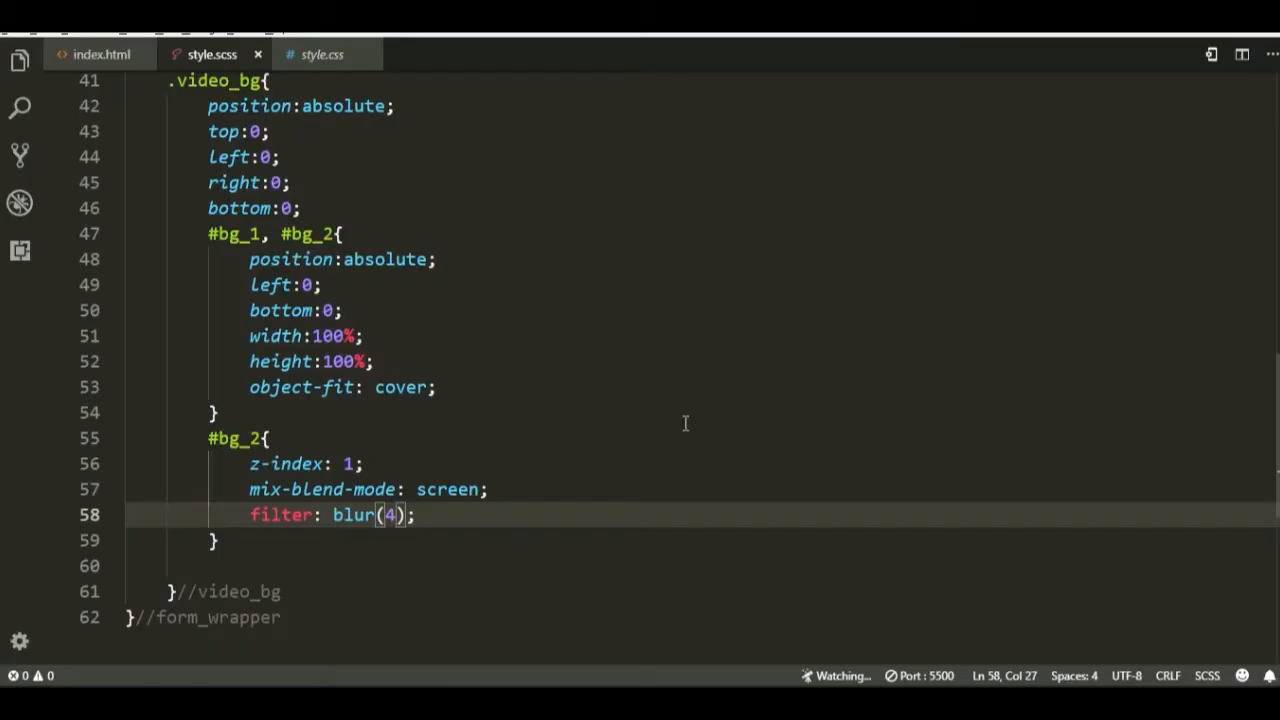 index.html
style.scss ×
# style.css
41 .video_bg{
42 position:absolute;
43 top:0;
44 left:0;
45 right:0;
46 bottom:0;
47 #bg_1, #bg_2{
48 position:absolute;
49 left:0;
50 bottom:0;
51 width:100%;
52 height:100%;
53 object-fit: cover;
54 }
55 #bg_2{
56 z-index: 1;
57 mix-blend-mode: screen;
58 filter: blur(4);
59 }
60
61 }//video_bg
62 }//form_wrapper
0 0 Watching... Port : 5500 Ln 58, Col 27 Spaces: 4 UTF-8 CRLF SCSS